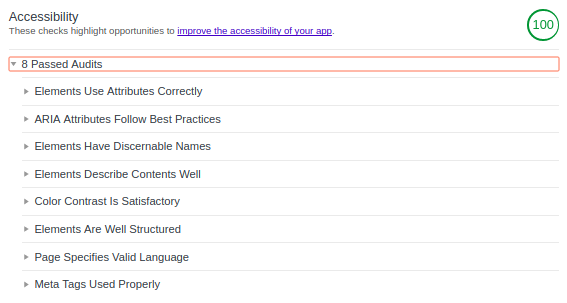 Accessibility
These checks highlight opportunities to improve the accessibility of your app.
100
8 Passed Audits
Elements Use Attributes Correctly
ARIA Attributes Follow Best Practices
Elements Have Discernable Names
Elements Describe Contents Well
Color Contrast Is Satisfactory
Elements Are Well Structured
Page Specifies Valid Language
Meta Tags Used Properly